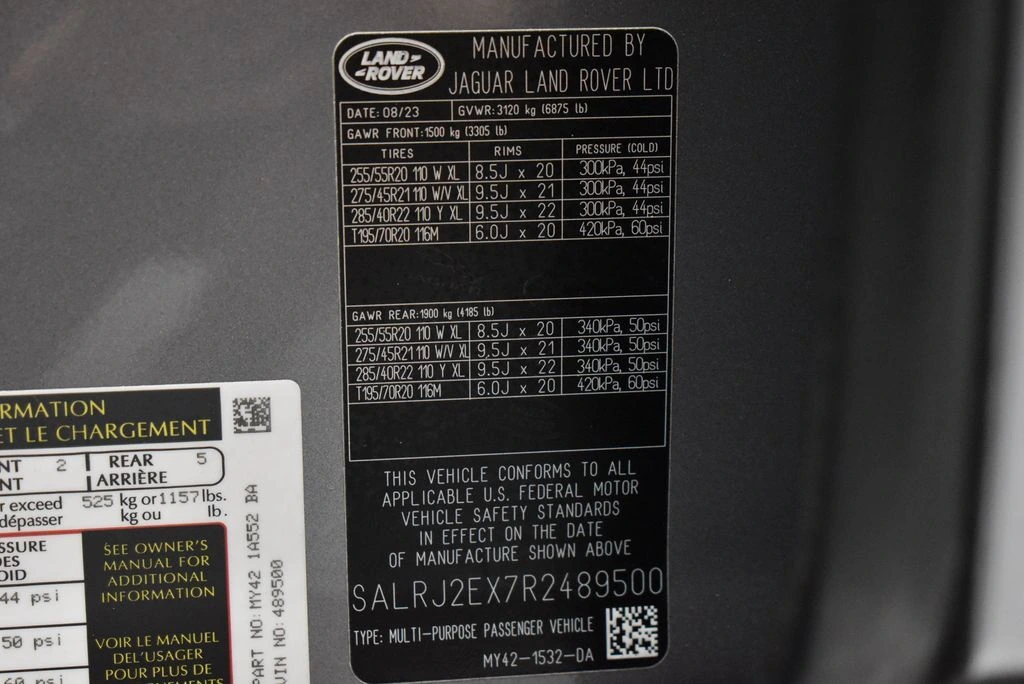 LAND ROVER
MANUFACTURED BY
JAGUAR LAND ROVER LTD
DATE: 08/23 GVWR: 3120 kg (6875 lb)
GAWR FRONT: 1500 kg (3305 lb)
TIRES RIMS PRESSURE (COLD)
255/55R20 110 W XL 8.5J x 20 300kPa, 44psi
275/45R21 110 W/V XL 9.5J x 21 300kPa, 44psi
285/40R22 110 Y XL 9.5J x 22 300kPa, 44psi
T195/70R20 116M 6.0J x 20 420kPa, 60psi
GAWR REAR: 1900 kg (4185 lb)
255/55R20 110 W XL 8.5J x 20 340kPa, 50psi
275/45R21 110 W/V XL 9.5J x 21 340kPa, 50psi
285/40R22 110 Y XL 9.5J x 22 340kPa, 50psi
T195/70R20 116M 6.0J x 20 420kPa, 60psi
THIS VEHICLE CONFORMS TO ALL
APPLICABLE U.S. FEDERAL MOTOR
VEHICLE SAFETY STANDARDS
IN EFFECT ON THE DATE
OF MANUFACTURE SHOWN ABOVE
SALRJ2EX7R2489500
TYPE: MULTI-PURPOSE PASSENGER VEHICLE
MY42-1532-DA
RMATION
ET LE CHARGEMENT
NT 2 REAR 5
NT ARRIÈRE
r exceed 525 kg or 1157 lbs.
dépasser kg ou lb.
SSURE
DES
OID
44 psi
50 psi
60 psi
SEE OWNER'S
MANUAL FOR
ADDITIONAL
INFORMATION
VOIR LE MANUEL
DEL'USAGER
POUR PLUS DE
PART NO: MY42 1A552 BA
VIN NO: 489500